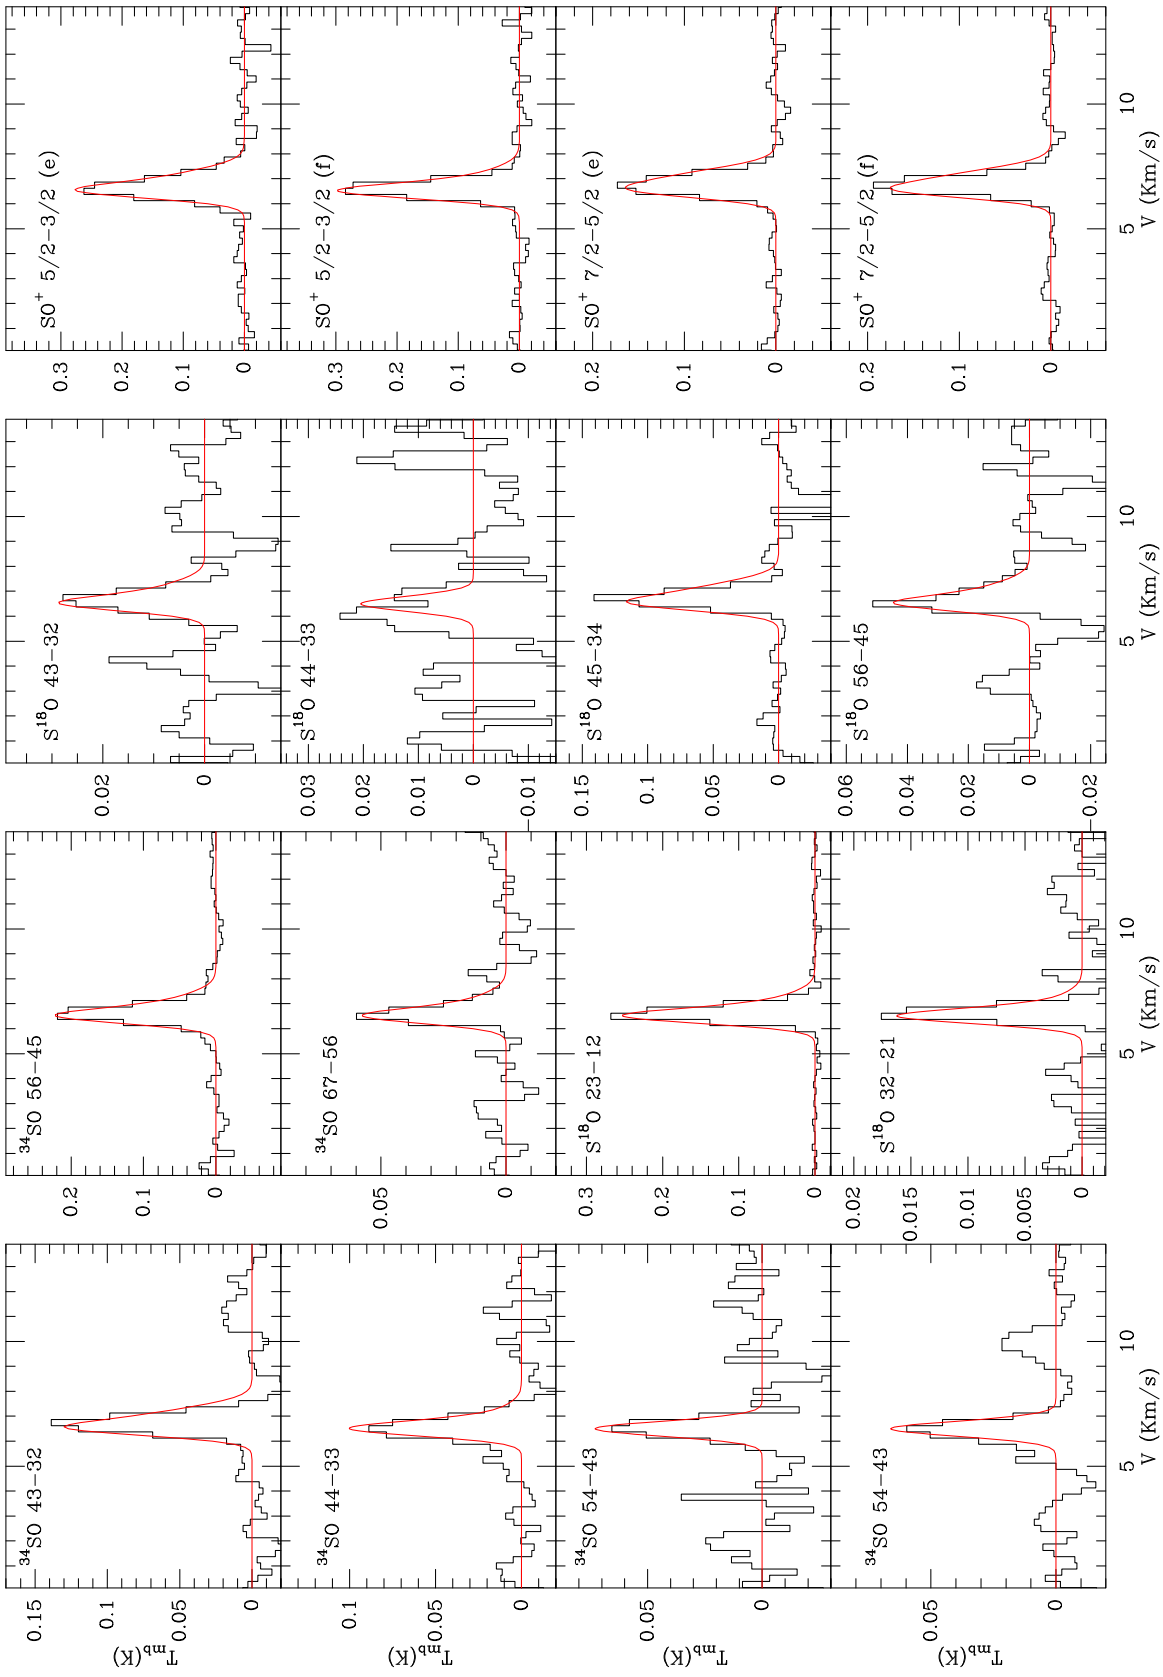 ³⁴SO 43−32
0.15
0.1
0.05
0
T_mb(K)
³⁴SO 56−45
0.2
0.1
0
S¹⁸O 43−32
0.02
0
SO⁺ 5/2−3/2 (e)
0.3
0.2
0.1
0
³⁴SO 44−33
0.1
0.05
0
T_mb(K)
³⁴SO 67−56
0.05
0
S¹⁸O 44−33
0.03
0.02
0.01
0
−0.01
SO⁺ 5/2−3/2 (f)
0.3
0.2
0.1
0
³⁴SO 54−43
0.05
0
T_mb(K)
S¹⁸O 23−12
0.3
0.2
0.1
0
S¹⁸O 45−34
0.15
0.1
0.05
0
SO⁺ 7/2−5/2 (e)
0.2
0.1
0
³⁴SO 54−43
0.05
0
T_mb(K)
S¹⁸O 32−21
0.02
0.015
0.01
0.005
0
S¹⁸O 56−45
0.06
0.04
0.02
0
0.02
SO⁺ 7/2−5/2 (f)
0.2
0.1
0
5 10
V (Km/s)
5 10
V (Km/s)
5 10
V (Km/s)
5 10
V (Km/s)